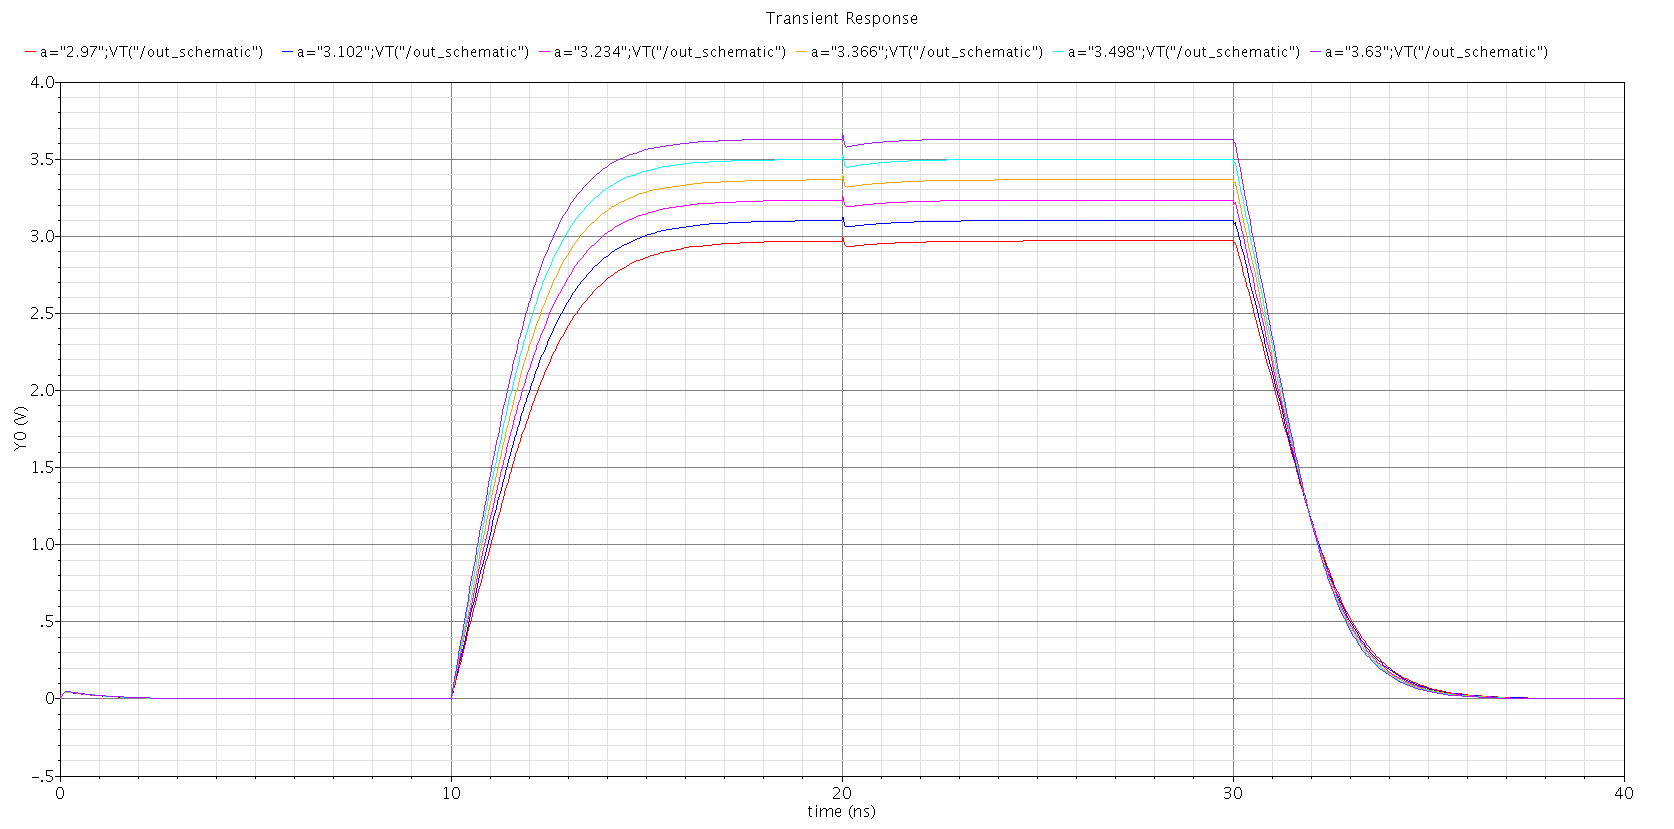 Transient Response
a="2.97";VT("/out_schematic") a="3.102";VT("/out_schematic") a="3.234";VT("/out_schematic") a="3.366";VT("/out_schematic") a="3.498";VT("/out_schematic") a="3.63";VT("/out_schematic")
4.0
3.5
3.0
2.5
2.0
Y0 (V)
1.5
1.0
.5
0
-.5
0 10 20 30 40
time (ns)